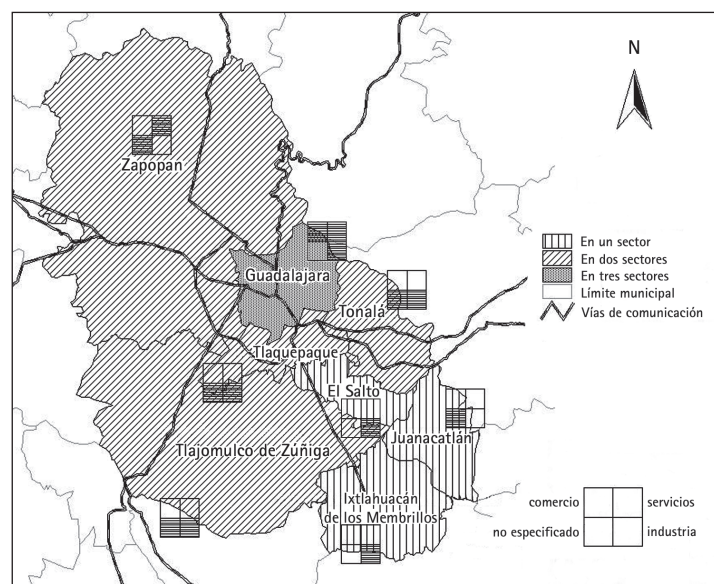 N
Zapopan
Guadalajara
Tonalá
Tlaquepaque
El Salto
Juanacatlán
Tlajomulco de Zúñiga
Ixtlahuacán
de los Membrillos
En un sector
En dos sectores
En tres sectores
Límite municipal
Vías de comunicación
comercio
servicios
no especificado
industria